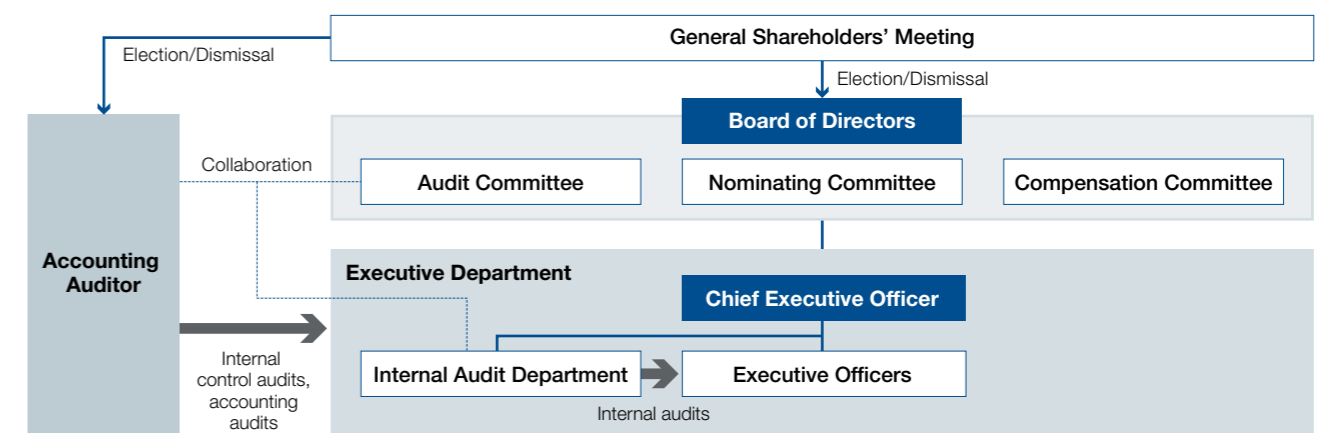 General Shareholders’ Meeting
Election/Dismissal
Election/Dismissal
Board of Directors
Collaboration
Audit Committee
Nominating Committee
Compensation Committee
Accounting
Auditor
Executive Department
Chief Executive Officer
Internal
control audits,
accounting
audits
Internal Audit Department
Executive Officers
Internal audits